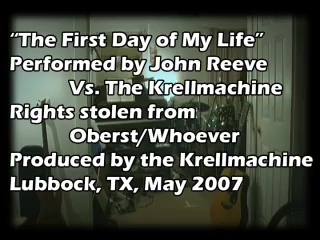 “The First Day of My Life”
Performed by John Reeve
Vs. The Krellmachine
Rights stolen from
Oberst/Whoever
Produced by the Krellmachine
Lubbock, TX, May 2007